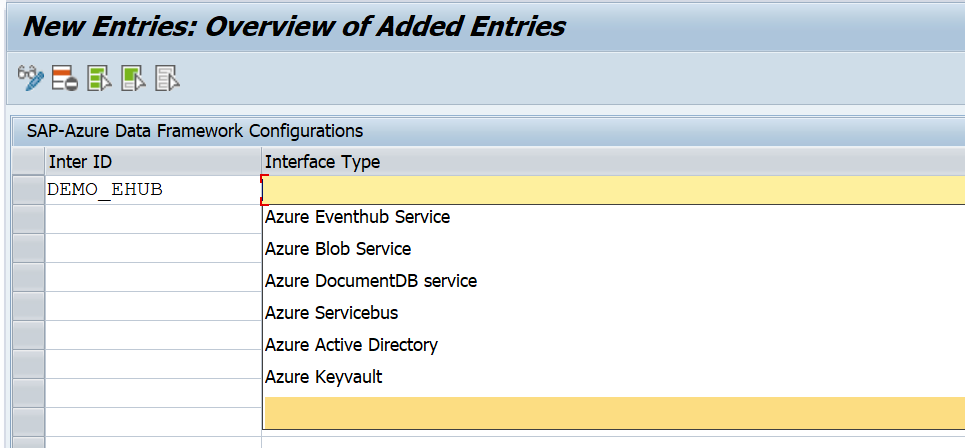 New Entries: Overview of Added Entries
SAP-Azure Data Framework Configurations
Inter ID Interface Type
DEMO_EHUB
Azure Eventhub Service
Azure Blob Service
Azure DocumentDB service
Azure Servicebus
Azure Active Directory
Azure Keyvault